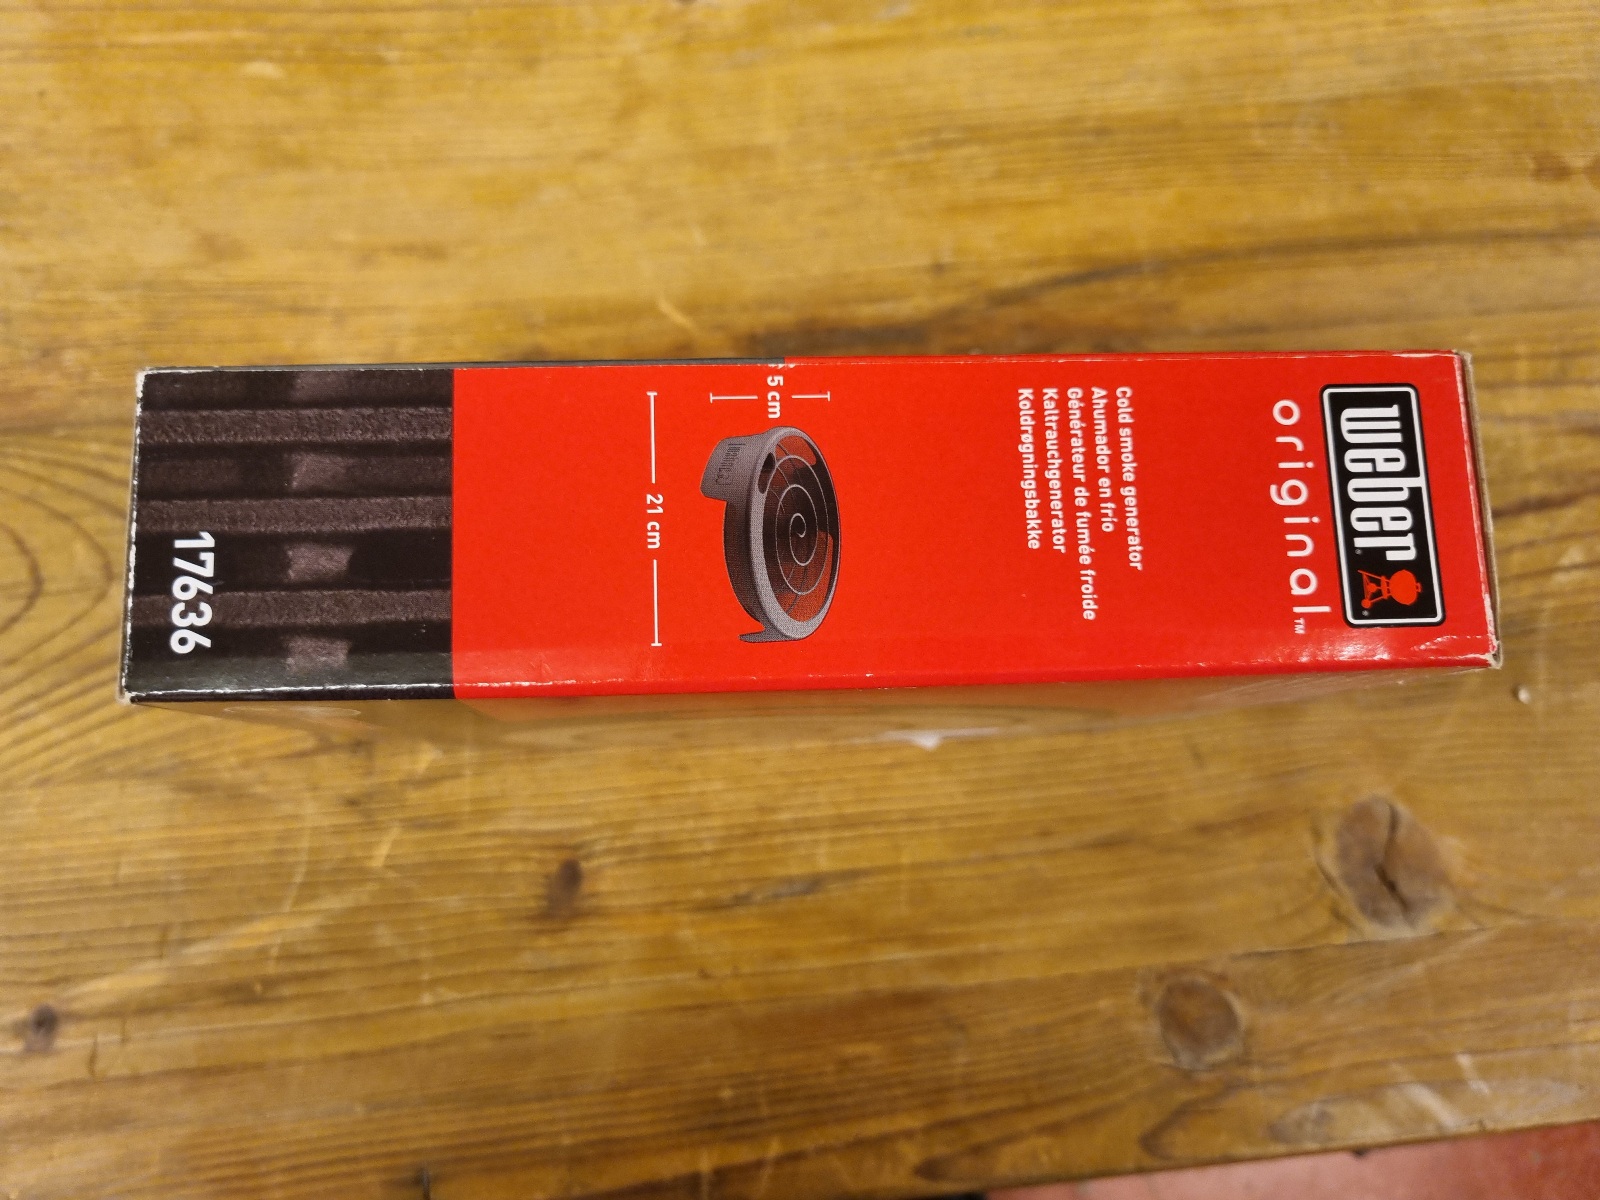 weber®
original™
Cold smoke generator
Ahumador en frío
Générateur de fumée froide
Kaltrauchgenerator
Koldrøgningsbakke
5 cm
weber
21 cm
17636